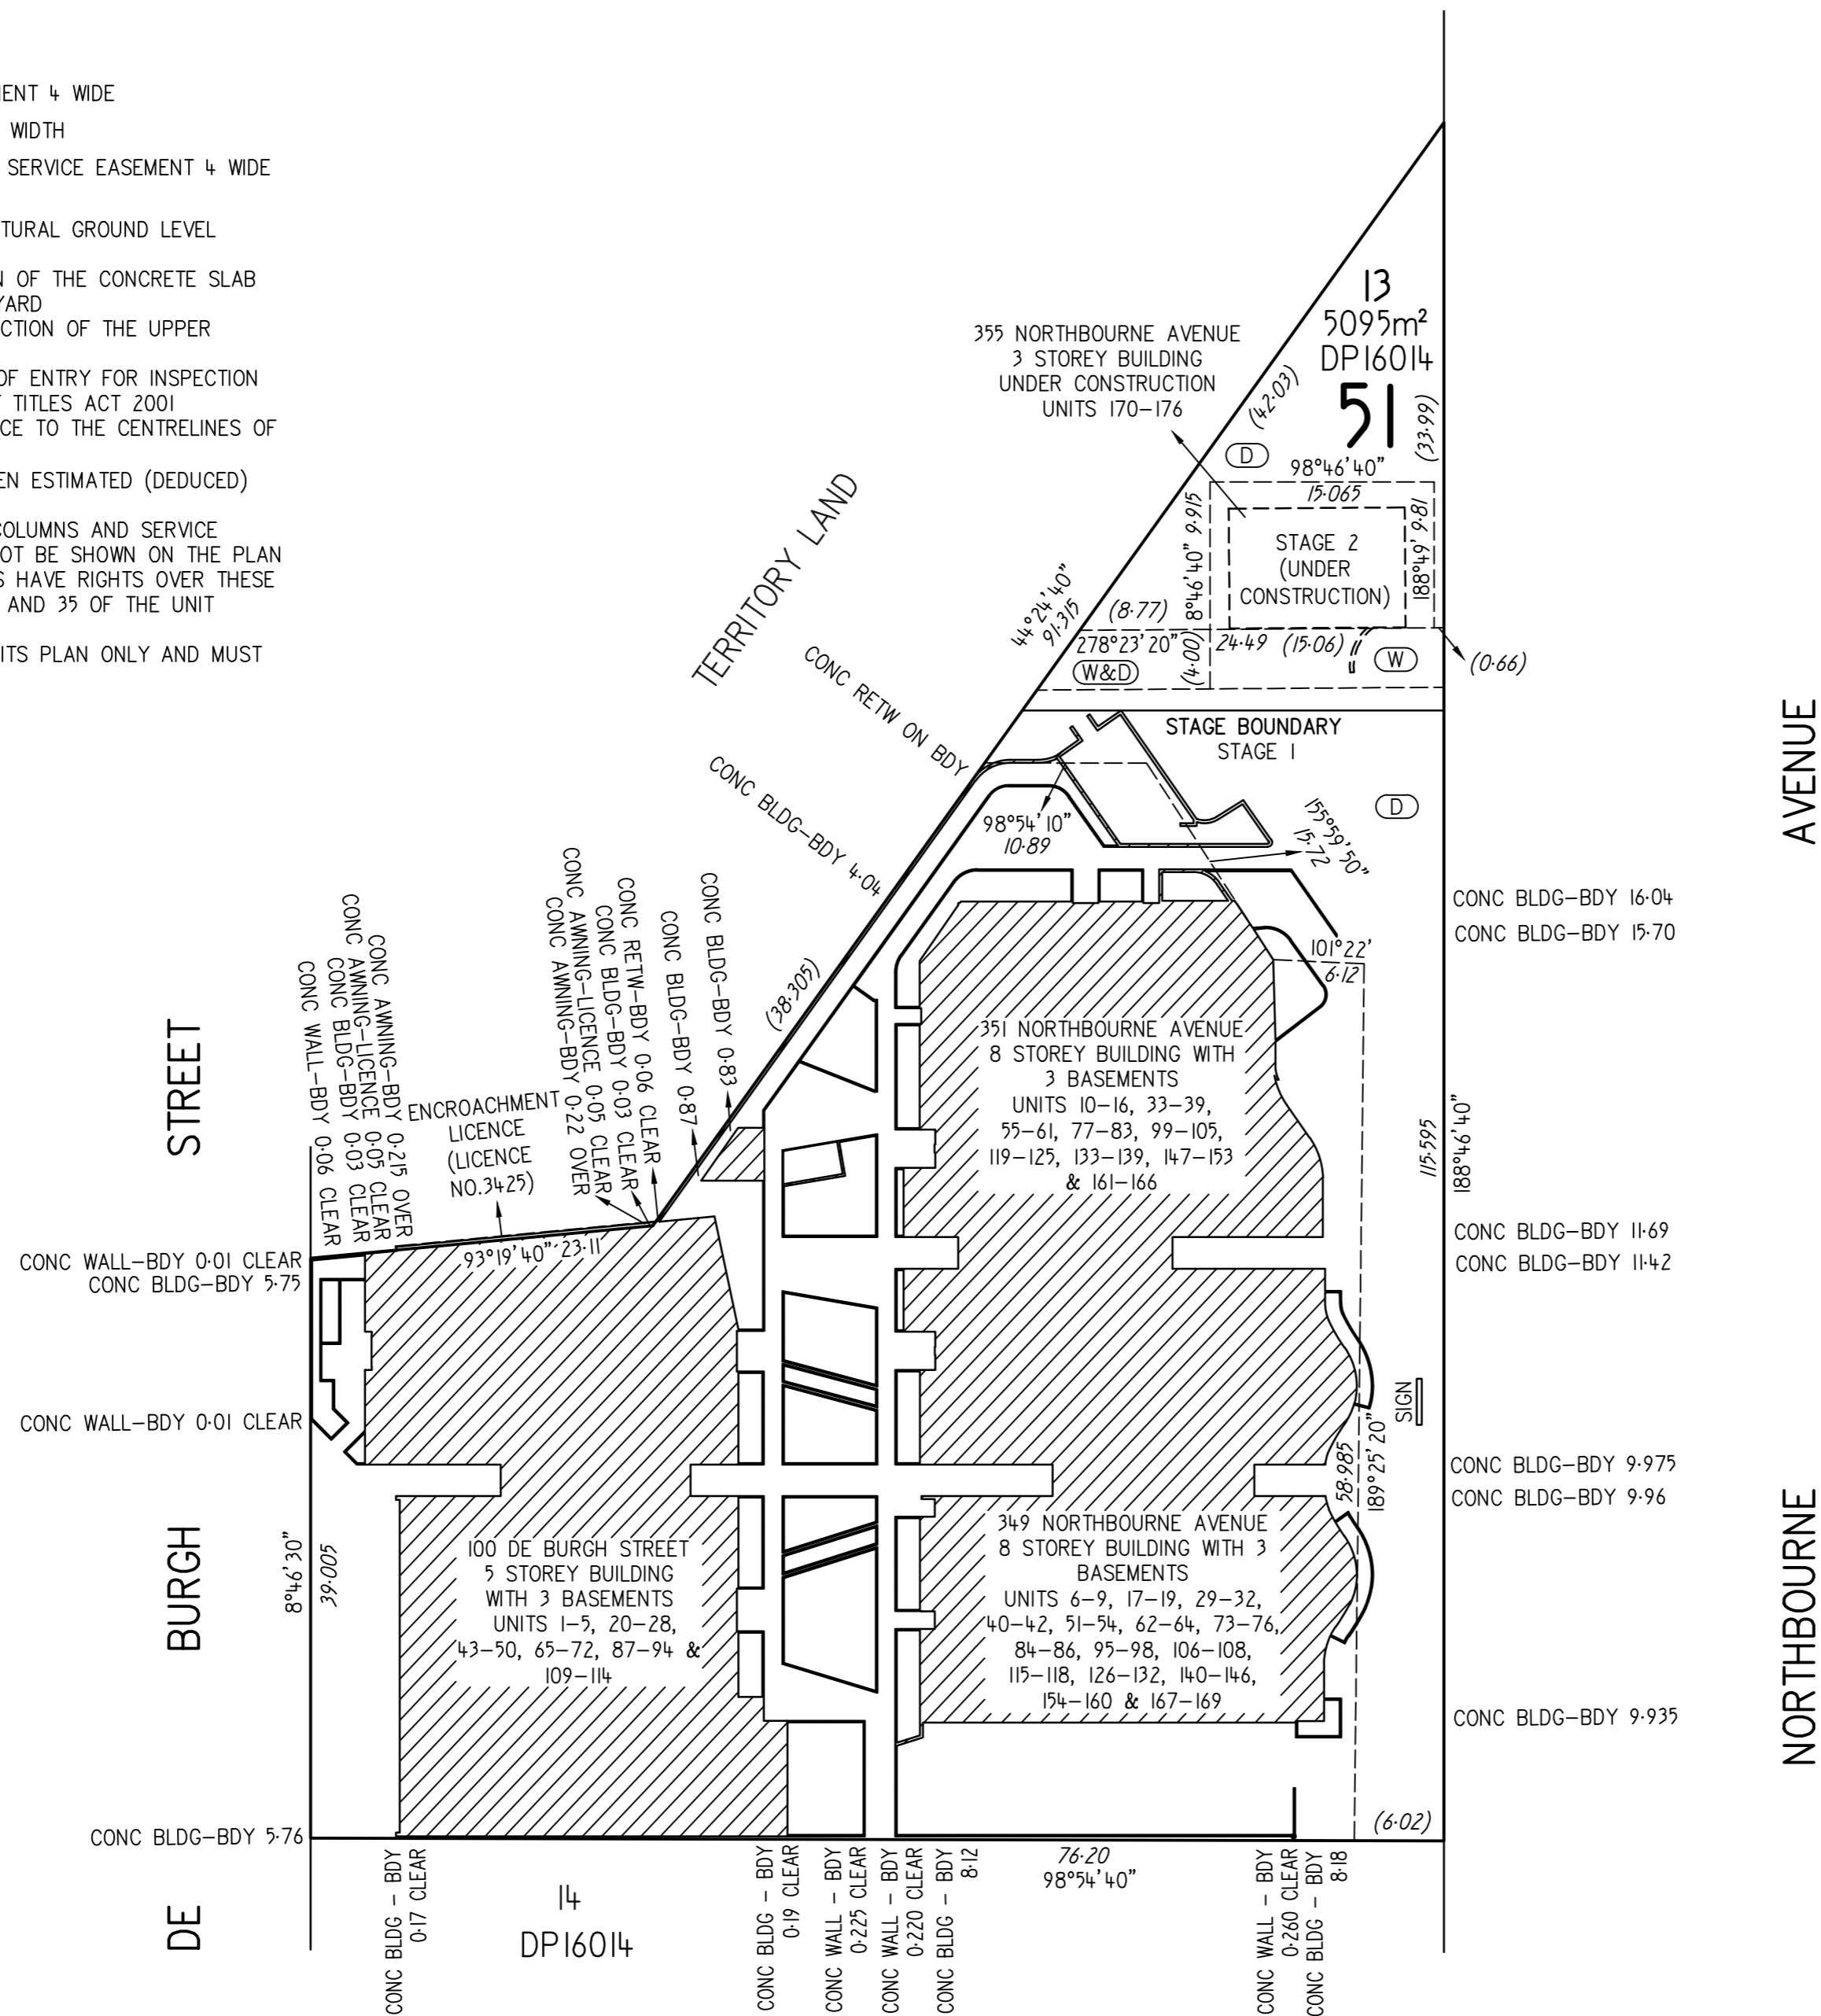 MENT 4 WIDE
WIDTH
SERVICE EASEMENT 4 WIDE
TURAL GROUND LEVEL
N OF THE CONCRETE SLAB
YARD
CTION OF THE UPPER
OF ENTRY FOR INSPECTION
T TITLES ACT 2001
CE TO THE CENTRELINES OF
EN ESTIMATED (DEDUCED)
COLUMNS AND SERVICE
OT BE SHOWN ON THE PLAN
S HAVE RIGHTS OVER THESE
AND 35 OF THE UNIT
ITS PLAN ONLY AND MUST
13
5095m²
DP16014
51
355 NORTHBOURNE AVENUE
3 STOREY BUILDING
UNDER CONSTRUCTION
UNITS 170-176
(42·03)
(33·99)
D
98°46'40"
15·065
8°46'40" 9·915
188°49' 9·81
STAGE 2
(UNDER
CONSTRUCTION)
TERRITORY LAND
44°24'40"
91·315
(8·77)
278°23'20"
24·49 (15·06)
(4·00)
W&D
W
(0·66)
STAGE BOUNDARY
STAGE 1
CONC RETW ON BDY
CONC BLDG-BDY 4·04
98°54'10"
10·89
D
155°59'50"
15·72
CONC BLDG-BDY 16·04
CONC BLDG-BDY 15·70
101°22'
6·12
(38·305)
CONC WALL-BDY 0·06 CLEAR
CONC BLDG-BDY 0·03 CLEAR
CONC AWNING-LICENCE 0·05 CLEAR
CONC AWNING-BDY 0·215 OVER
CONC AWNING-BDY 0·22 OVER
CONC AWNING-LICENCE 0·05 CLEAR
CONC BLDG-BDY 0·03 CLEAR
CONC RETW-BDY 0·06 CLEAR
CONC BLDG-BDY 0·87
CONC BLDG-BDY 0·83
ENCROACHMENT
LICENCE
(LICENCE
NO.3425)
93°19'40" 23·11
351 NORTHBOURNE AVENUE
8 STOREY BUILDING WITH
3 BASEMENTS
UNITS 10-16, 33-39,
55-61, 77-83, 99-105,
119-125, 133-139, 147-153
& 161-166
115·595
188°46'40"
CONC BLDG-BDY 11·69
CONC BLDG-BDY 11·42
CONC WALL-BDY 0·01 CLEAR
CONC BLDG-BDY 5·75
CONC WALL-BDY 0·01 CLEAR
SIGN
58·985
189°25'20"
CONC BLDG-BDY 9·975
CONC BLDG-BDY 9·96
8°46'30"
39·005
100 DE BURGH STREET
5 STOREY BUILDING
WITH 3 BASEMENTS
UNITS 1-5, 20-28,
43-50, 65-72, 87-94 &
109-114
349 NORTHBOURNE AVENUE
8 STOREY BUILDING WITH 3
BASEMENTS
UNITS 6-9, 17-19, 29-32,
40-42, 51-54, 62-64, 73-76,
84-86, 95-98, 106-108,
115-118, 126-132, 140-146,
154-160 & 167-169
CONC BLDG-BDY 9·935
CONC BLDG-BDY 5·76
(6·02)
CONC BLDG - BDY
0·17 CLEAR
14
DP16014
CONC BLDG - BDY
0·19 CLEAR
CONC WALL - BDY
0·225 CLEAR
CONC WALL - BDY
0·220 CLEAR
CONC BLDG - BDY
8·12
76·20
98°54'40"
CONC WALL - BDY
0·260 CLEAR
CONC BLDG - BDY
8·18
DE BURGH STREET
NORTHBOURNE AVENUE